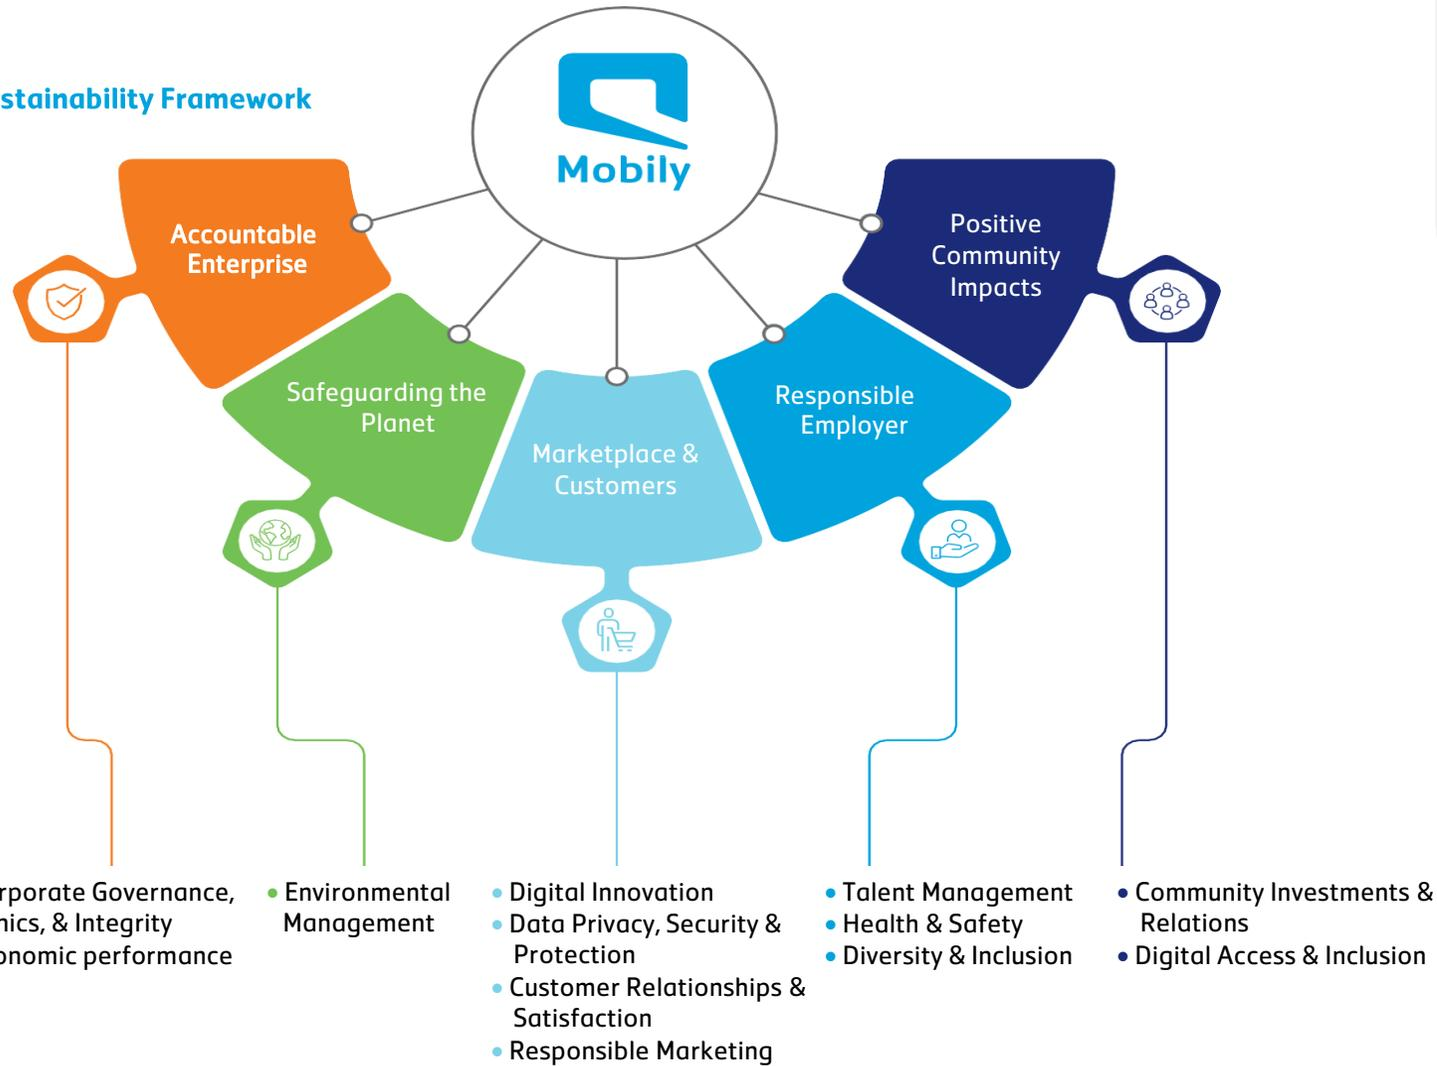 stainability Framework
Mobily
Accountable
Enterprise
Safeguarding the
Planet
Marketplace &
Customers
Responsible
Employer
Positive
Community
Impacts
rporate Governance,
hics, & Integrity
onomic performance
• Environmental
Management
• Digital Innovation
• Data Privacy, Security &
Protection
• Customer Relationships &
Satisfaction
• Responsible Marketing
• Talent Management
• Health & Safety
• Diversity & Inclusion
• Community Investments &
Relations
• Digital Access & Inclusion